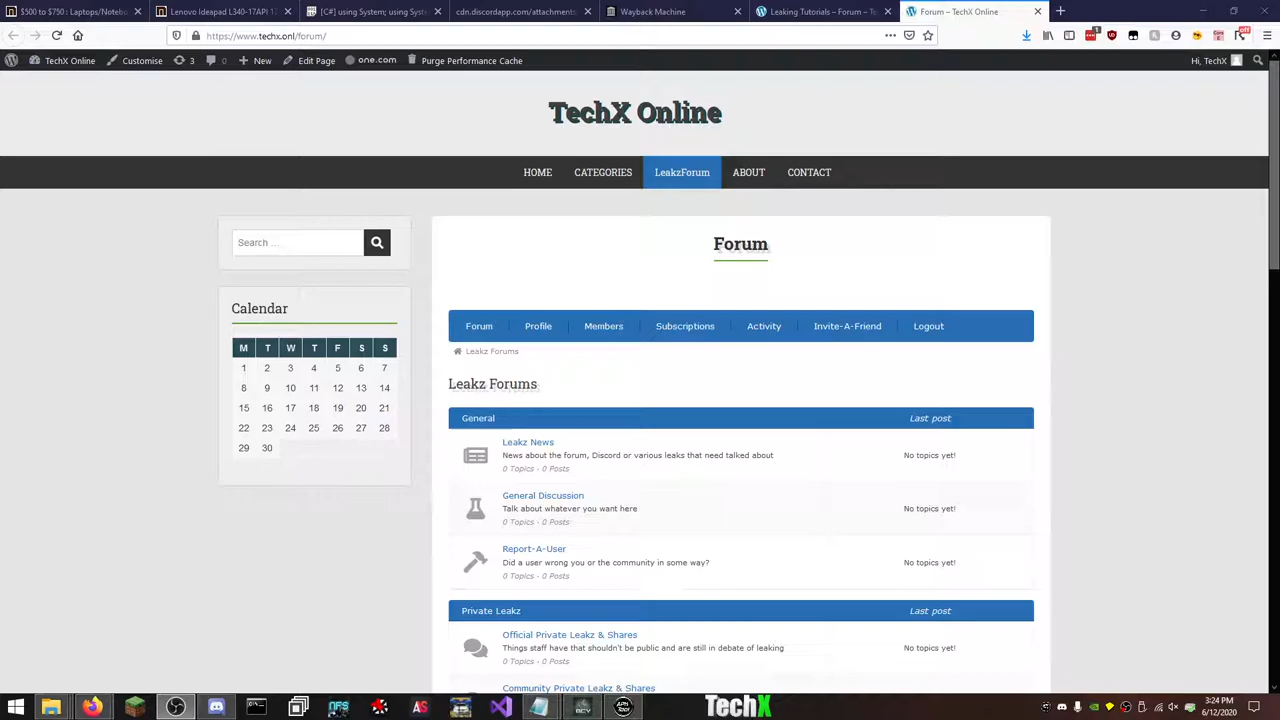 $500 to $750 : Laptops/Notebo
Lenovo Ideapad L340-17API 17
[C#] using System; using Syste
cdn.discordapp.com/attachments
Wayback Machine
Leaking Tutorials – Forum – Te
Forum – TechX Online
https://www.techx.onl/forum/
TechX Online
Customise
3
New
Edit Page
one.com
Purge Performance Cache
Hi, TechX
TechX Online
HOME
CATEGORIES
LeakzForum
ABOUT
CONTACT
Search …
Calendar
M T W T F S S
1 2 3 4 5 6 7
8 9 10 11 12 13 14
15 16 17 18 19 20 21
22 23 24 25 26 27 28
29 30
Forum
Forum
Profile
Members
Subscriptions
Activity
Invite-A-Friend
Logout
Leakz Forums
Leakz Forums
General
Last post
Leakz News
News about the forum, Discord or various leaks that need talked about
0 Topics - 0 Posts
No topics yet!
General Discussion
Talk about whatever you want here
0 Topics - 0 Posts
No topics yet!
Report-A-User
Did a user wrong you or the community in some way?
0 Topics - 0 Posts
No topics yet!
Private Leakz
Last post
Official Private Leakz & Shares
Things staff have that shouldn't be public and are still in debate of leaking
0 Topics - 0 Posts
No topics yet!
Community Private Leakz & Shares
TechX
3:24 PM
6/12/2020